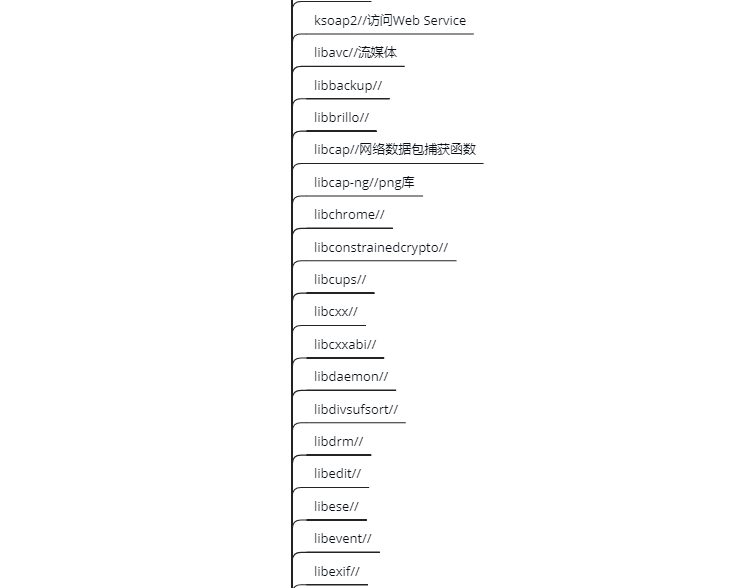 ksoap2//访问Web Service
libavc//流媒体
libbackup//
libbrillo//
libcap//网络数据包捕获函数
libcap-ng//png库
libchrome//
libconstrainedcrypto//
libcups//
libcxx//
libcxxabi//
libdaemon//
libdivsufsort//
libdrm//
libedit//
libese//
libevent//
libexif//